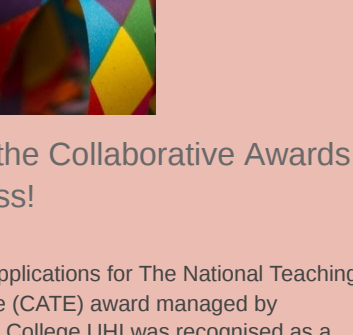 the Collaborative Awards
ss!
pplications for The National Teaching
e (CATE) award managed by
College UHI was recognised as a